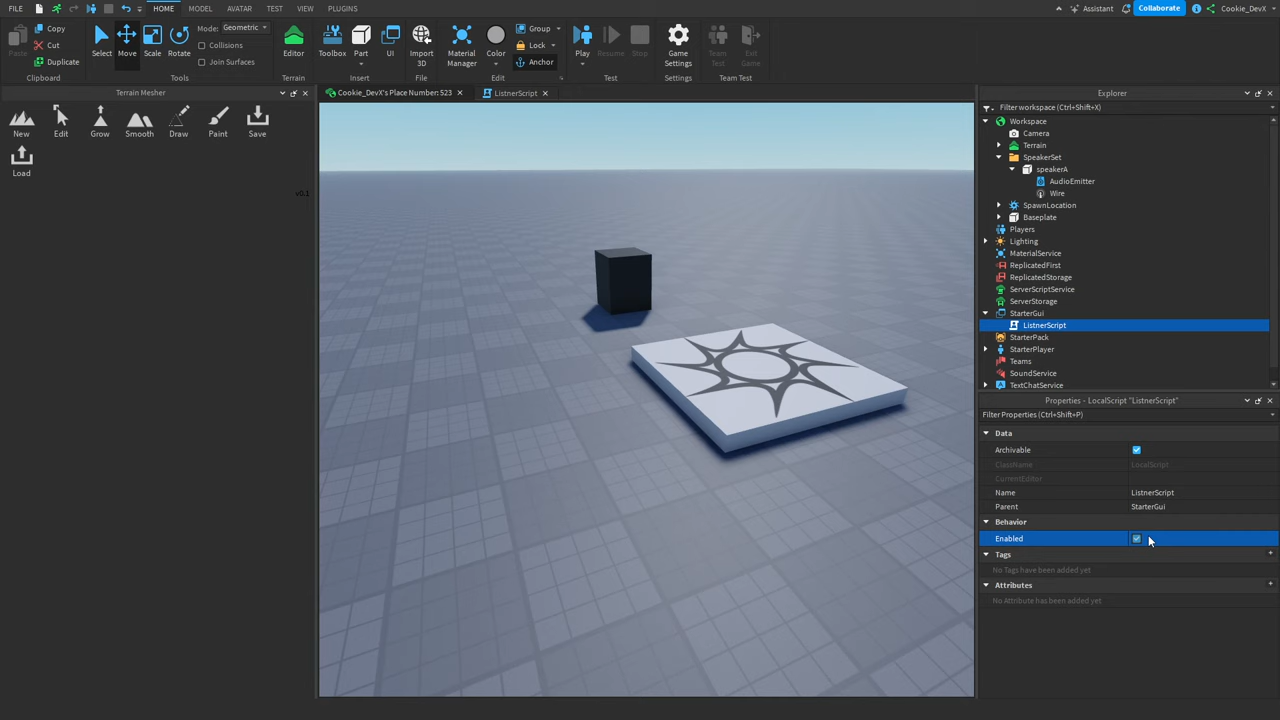 FILE HOME MODEL AVATAR TEST VIEW PLUGINS Assistant Collaborate Cookie_DevX
Paste Copy Cut Duplicate Clipboard
Select Move Scale Rotate Mode: Geometric Collisions Join Surfaces Tools
Editor Terrain
Toolbox Part UI Insert
Import 3D File
Material Manager Color Group Lock Anchor Edit
Play Resume Stop Test
Game Settings Settings
Team Test Exit Game Team Test
Terrain Mesher
New Edit Grow Smooth Draw Paint Save
Load
v0.1
Cookie_DevX's Place Number: 523 ListnerScript
Explorer
Filter workspace (Ctrl+Shift+X)
Workspace
Camera
Terrain
SpeakerSet
speakerA
AudioEmitter
Wire
SpawnLocation
Baseplate
Players
Lighting
MaterialService
ReplicatedFirst
ReplicatedStorage
ServerScriptService
ServerStorage
StarterGui
ListnerScript
StarterPack
StarterPlayer
Teams
SoundService
TextChatService
Properties - LocalScript "ListnerScript"
Filter Properties (Ctrl+Shift+P)
Data
Archivable
ClassName LocalScript
CurrentEditor
Name ListnerScript
Parent StarterGui
Behavior
Enabled
Tags
No Tags have been added yet
Attributes
No Attribute has been added yet